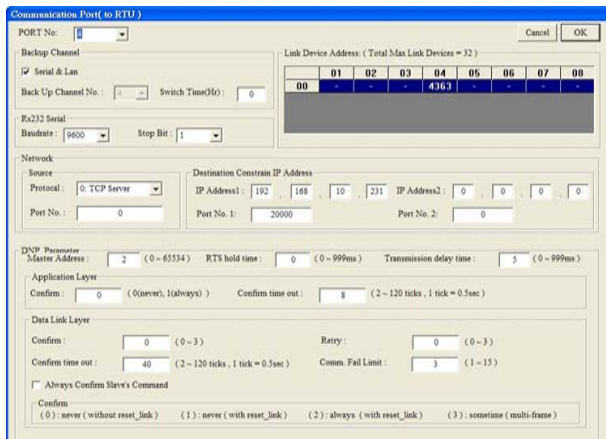 Communication Port( to RTU )
PORT No: 4 Cancel OK
Backup Channel
Serial & Lan
Back Up Channel No. : 4 Switch Time(Hr) : 0
Link Device Address: ( Total Max Link Devices = 32 )
01 02 03 04 05 06 07 08
00 - - - 4363 - - - -
Rs232 Serial
Baudrate : 9600 Stop Bit : 1
Network
Source
Protocal : 0: TCP Server
Port No. : 0
Destination Constrain IP Address
IP Address1 : 192 . 168 . 10 . 231 IP Address2 : 0 . 0 . 0 . 0
Port No. 1: 20000 Port No. 2: 0
DNP Parameter
Master Address : 2 ( 0 ~ 65534 ) RTS hold time : 0 ( 0 ~ 999ms ) Transmission delay time : 5 ( 0 ~ 999ms )
Application Layer
Confirm : 0 ( 0(never), 1(always) ) Confirm time out : 8 ( 2 ~ 120 ticks , 1 tick = 0.5sec )
Data Link Layer
Confirm : 0 ( 0 ~ 3 ) Retry : 0 ( 0 ~ 3 )
Confirm time out : 40 ( 2 ~ 120 ticks , 1 tick = 0.5sec ) Comm. Fail Limit : 3 ( 1 ~ 15 )
Always Confirm Slave's Command
Confirm
( 0 ) : never ( without reset_link ) ( 1 ) : never ( with reset_link ) ( 2 ) : always ( with reset_link ) ( 3 ) : sometime ( multi-frame )